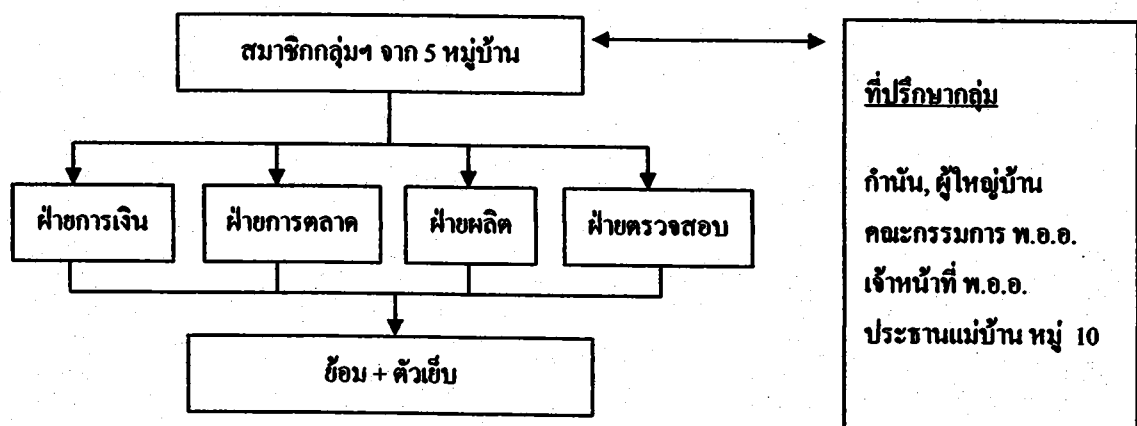 สมาชิกกลุ่มฯ จาก 5 หมู่บ้าน
ฝ่ายการเงิน
ฝ่ายการตลาด
ฝ่ายผลิต
ฝ่ายตรวจสอบ
ย้อม + ตัวเย็บ
ที่ปรึกษากลุ่ม
กำนัน, ผู้ใหญ่บ้าน
คณะกรรมการ พ.อ.อ.
เจ้าหน้าที่ พ.อ.อ.
ประธานแม่บ้าน หมู่ 10